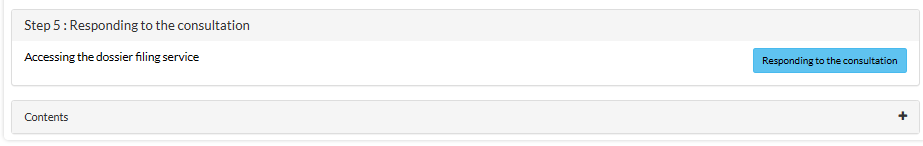 Step 5 : Responding to the consultation
Accessing the dossier filing service
Responding to the consultation
Contents